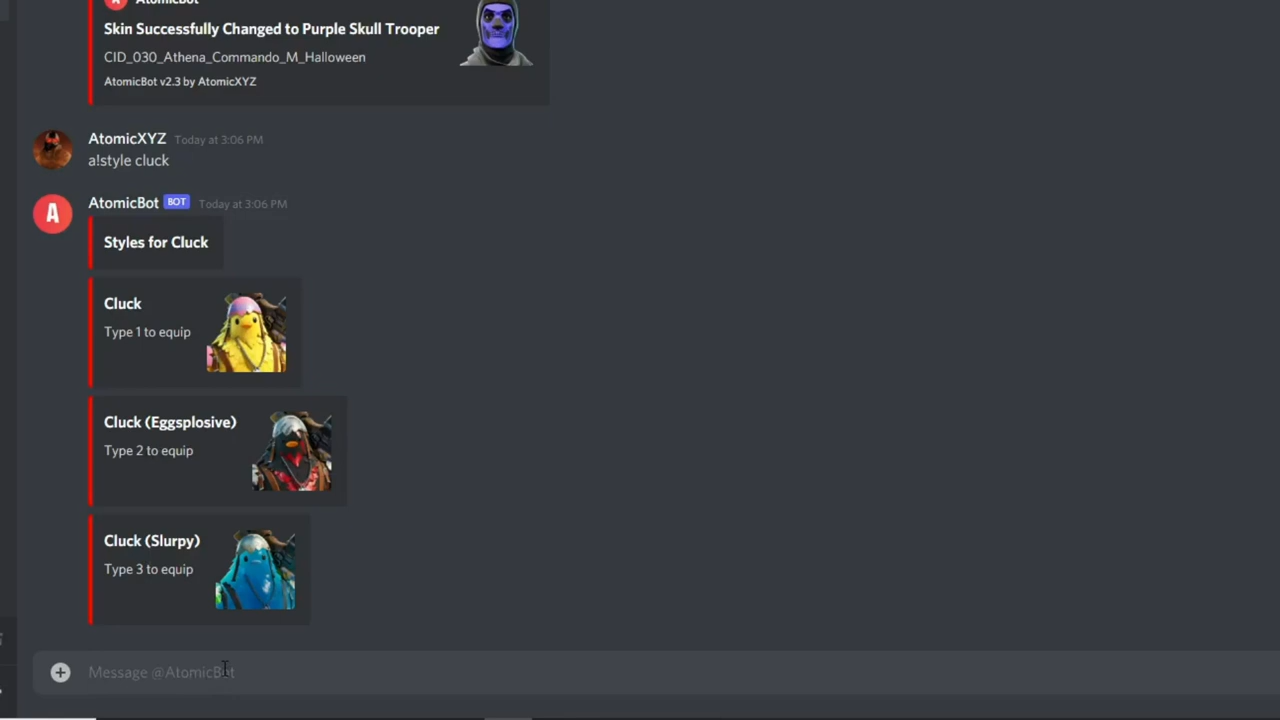 AtomicBot
Skin Successfully Changed to Purple Skull Trooper
CID_030_Athena_Commando_M_Halloween
AtomicBot v2.3 by AtomicXYZ
AtomicXYZ Today at 3:06 PM
a!style cluck
A AtomicBot BOT Today at 3:06 PM
Styles for Cluck
Cluck
Type 1 to equip
Cluck (Eggsplosive)
Type 2 to equip
Cluck (Slurpy)
Type 3 to equip
Message @AtomicBot